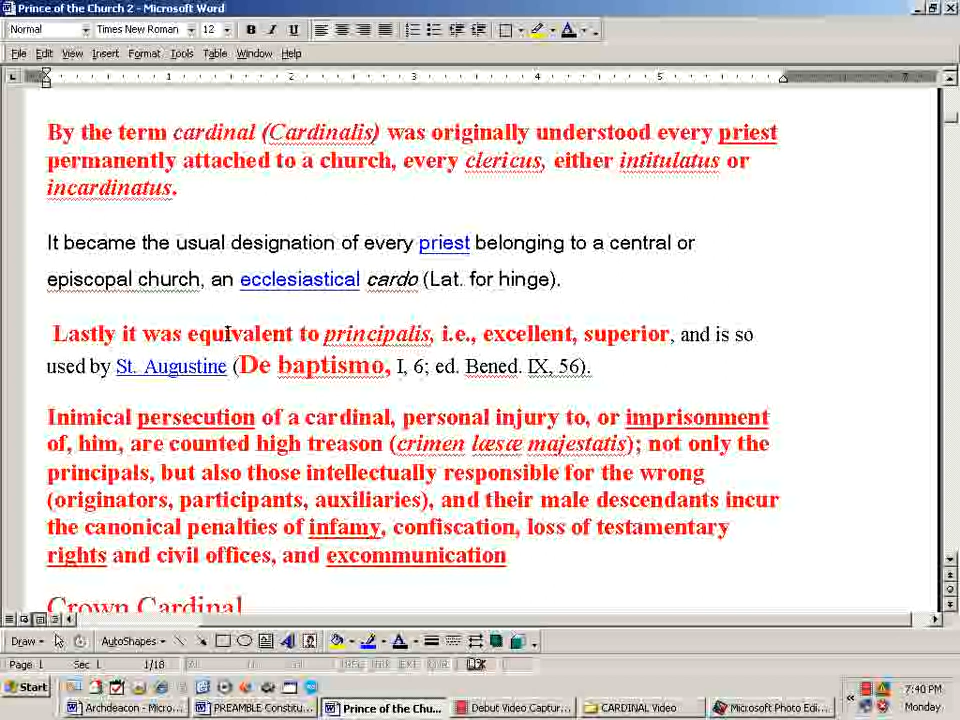 Prince of the Church 2 - Microsoft Word
Normal Times New Roman 12 B I U
File Edit View Insert Format Tools Table Window Help
1 2 3 4 5 7
By the term cardinal (Cardinalis) was originally understood every priest
permanently attached to a church, every clericus, either intitulatus or
incardinatus.
It became the usual designation of every priest belonging to a central or
episcopal church, an ecclesiastical cardo (Lat. for hinge).
Lastly it was equivalent to principalis, i.e., excellent, superior, and is so
used by St. Augustine (De baptismo, I, 6; ed. Bened. IX, 56).
Inimical persecution of a cardinal, personal injury to, or imprisonment
of, him, are counted high treason (crimen læsæ majestatis); not only the
principals, but also those intellectually responsible for the wrong
(originators, participants, auxiliaries), and their male descendants incur
the canonical penalties of infamy, confiscation, loss of testamentary
rights and civil offices, and excommunication
Crown Cardinal
Draw AutoShapes
Page 1 Sec 1 1/18
Start 7:40 PM
Archdeacon - Micro... PREAMBLE Constitu... Prince of the Chu... Debut Video Captur... CARDINAL Video Microsoft Photo Edi... Monday